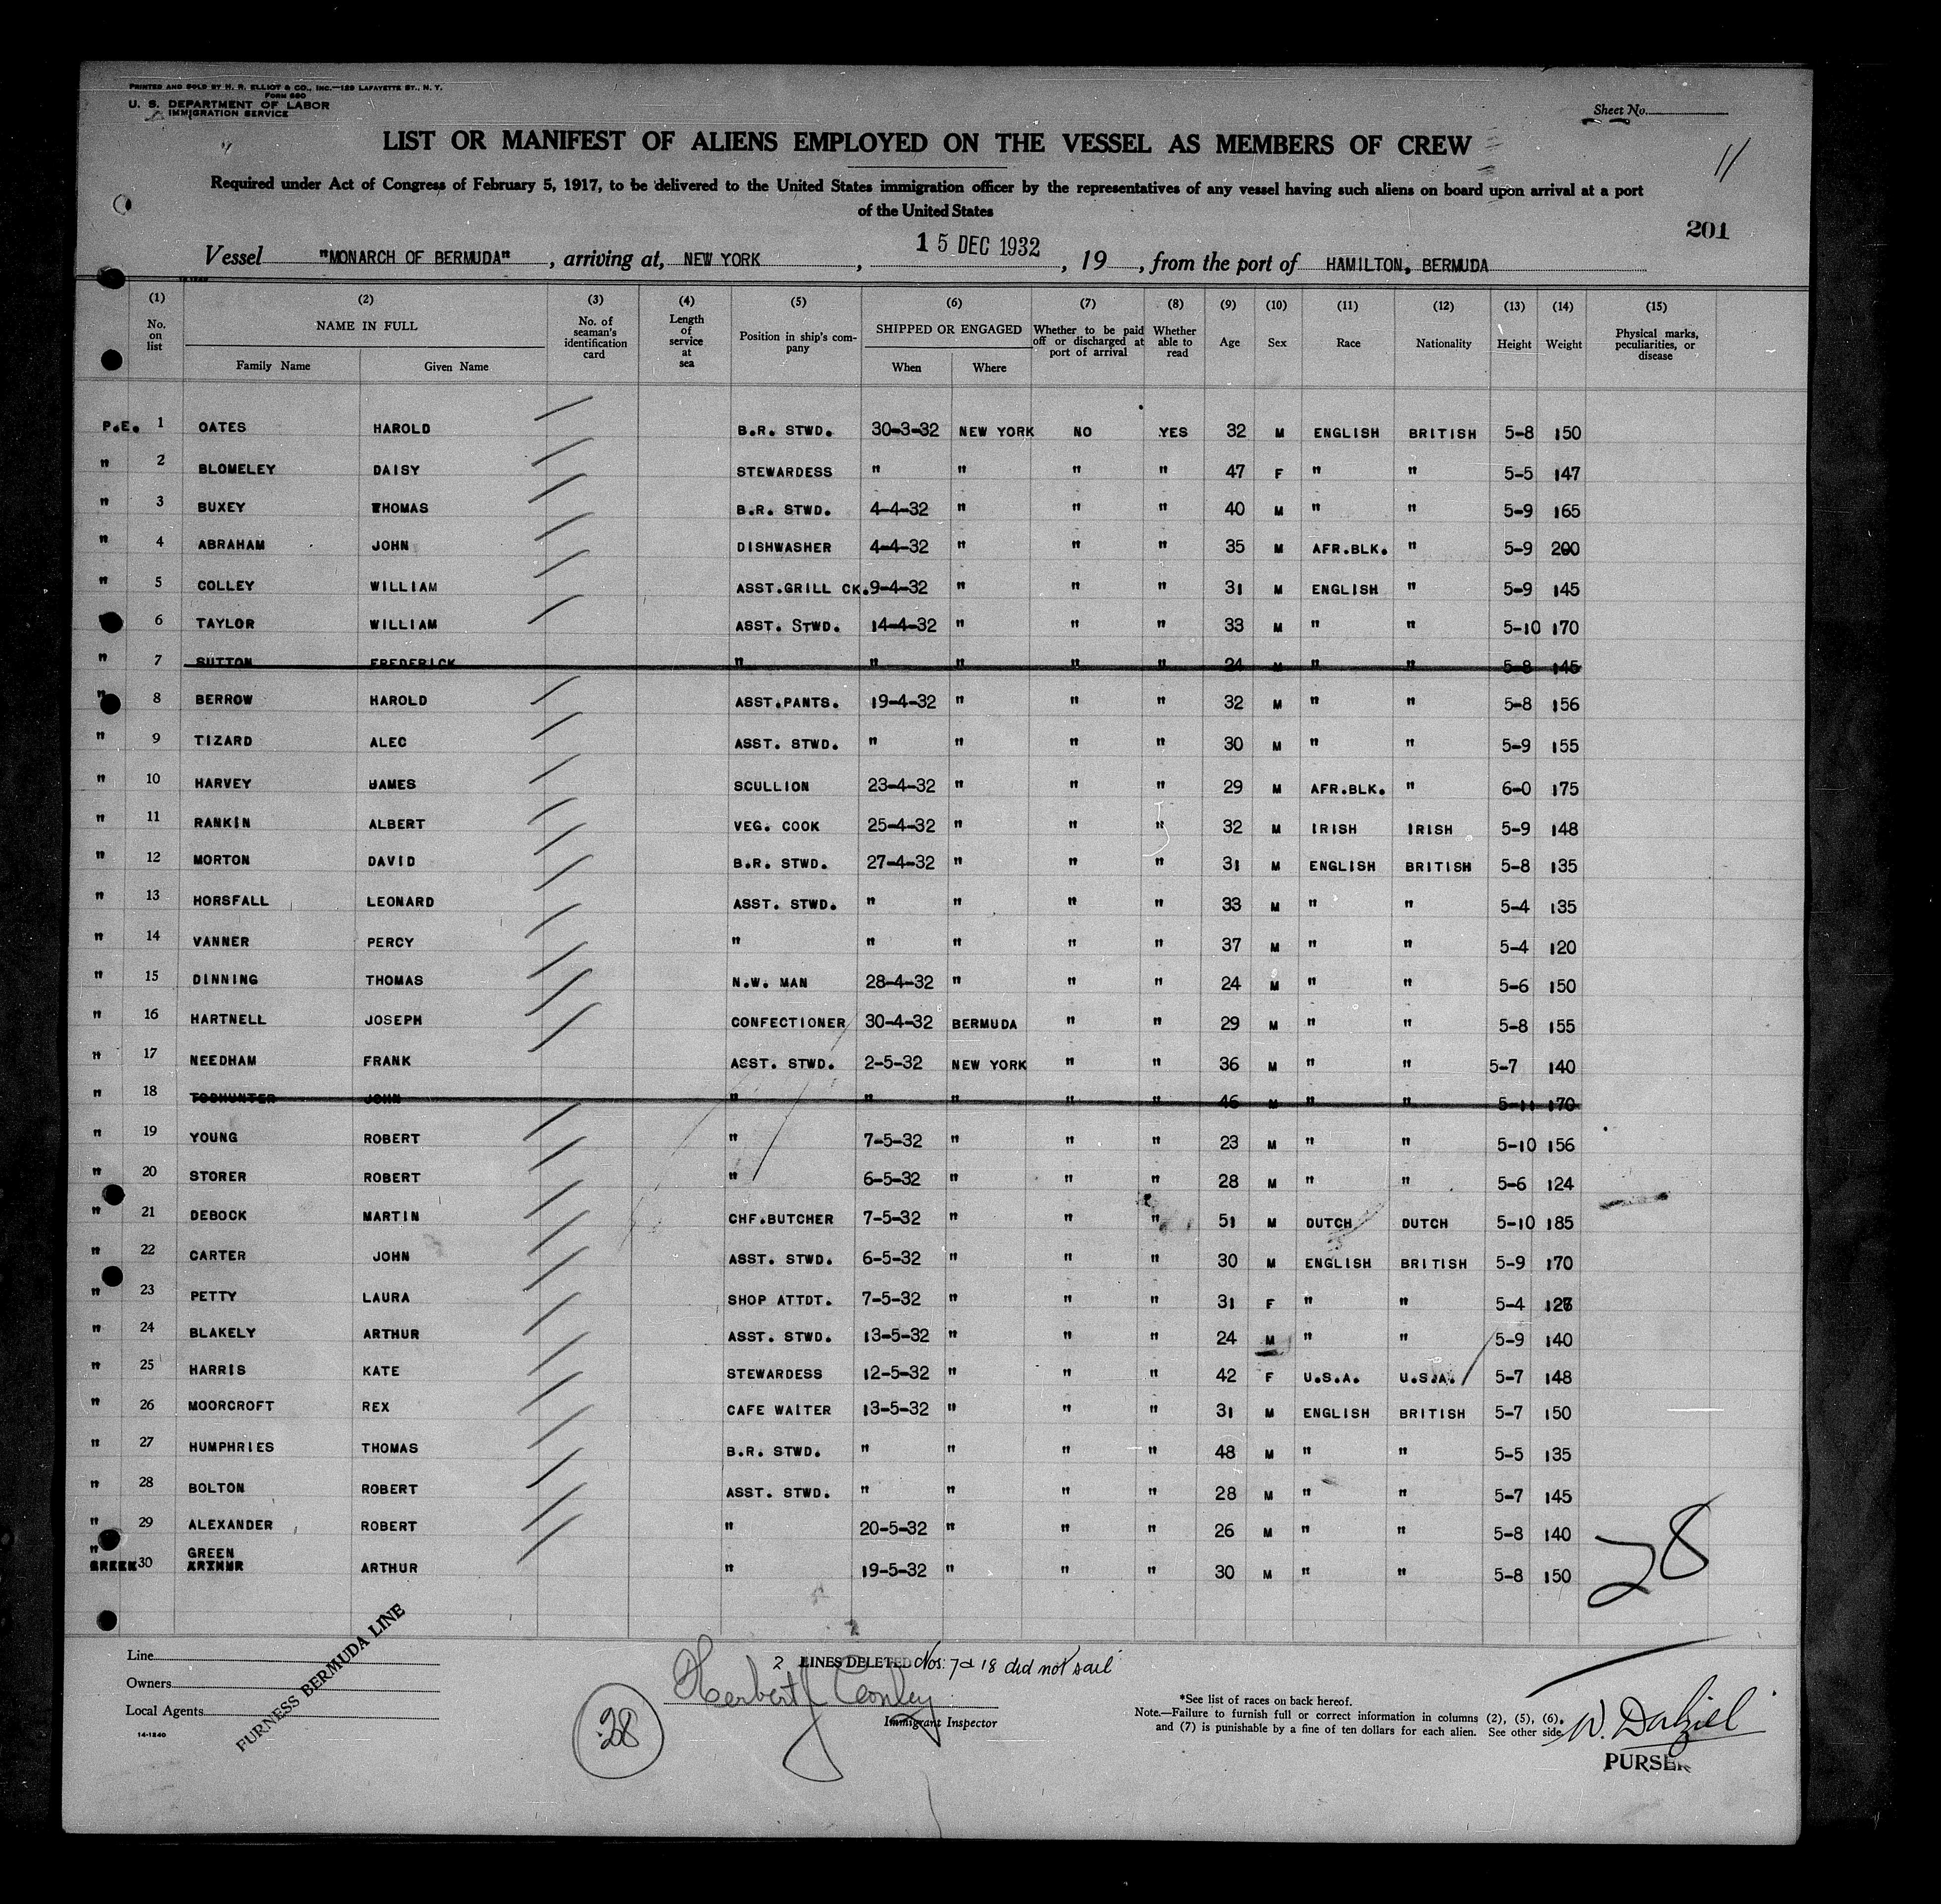 PRINTED AND SOLD BY H. R. ELLIOT & CO., INC.—129 LAFAYETTE ST., N. Y.
FORM 680
U. S. DEPARTMENT OF LABOR
IMMIGRATION SERVICE
Sheet No.
LIST OR MANIFEST OF ALIENS EMPLOYED ON THE VESSEL AS MEMBERS OF CREW
11
Required under Act of Congress of February 5, 1917, to be delivered to the United States immigration officer by the representatives of any vessel having such aliens on board upon arrival at a port
of the United States
201
Vessel "MONARCH OF BERMUDA", arriving at, NEW YORK, 15 DEC 1932, 19 , from the port of HAMILTON, BERMUDA
(1) (2) (3) (4) (5) (6) (7) (8) (9) (10) (11) (12) (13) (14) (15)
No. on list NAME IN FULL No. of seaman's identification card Length of service at sea Position in ship's company SHIPPED OR ENGAGED Whether to be paid off or discharged at port of arrival Whether able to read Age Sex Race Nationality Height Weight Physical marks, peculiarities, or disease
Family Name Given Name When Where
P.E. 1 OATES HAROLD B.R. STWD. 30-3-32 NEW YORK NO YES 32 M ENGLISH BRITISH 5-8 150
" 2 BLOMELEY DAISY STEWARDESS " " " " 47 F " " 5-5 147
" 3 BUXEY THOMAS B.R. STWD. 4-4-32 " " " 40 M " " 5-9 165
" 4 ABRAHAM JOHN DISHWASHER 4-4-32 " " " 35 M AFR.BLK. " 5-9 200
" 5 COLLEY WILLIAM ASST.GRILL CK. 9-4-32 " " " 31 M ENGLISH " 5-9 145
" 6 TAYLOR WILLIAM ASST. STWD. 14-4-32 " " " 33 M " " 5-10 170
" 7 SUTTON FREDERICK " " " " " 24 M " " 5-8 145
" 8 BERROW HAROLD ASST.PANTS. 19-4-32 " " " 32 M " " 5-8 156
" 9 TIZARD ALEC ASST. STWD. " " " " 30 M " " 5-9 155
" 10 HARVEY JAMES SCULLION 23-4-32 " " " 29 M AFR.BLK. " 6-0 175
" 11 RANKIN ALBERT VEG. COOK 25-4-32 " " " 32 M IRISH IRISH 5-9 148
" 12 MORTON DAVID B.R. STWD. 27-4-32 " " " 31 M ENGLISH BRITISH 5-8 135
" 13 HORSFALL LEONARD ASST. STWD. " " " " 33 M " " 5-4 135
" 14 VANNER PERCY " " " " " 37 M " " 5-4 120
" 15 DINNING THOMAS N.W. MAN 28-4-32 " " " 24 M " " 5-6 150
" 16 HARTNELL JOSEPH CONFECTIONER 30-4-32 BERMUDA " " 29 M " " 5-8 155
" 17 NEEDHAM FRANK ASST. STWD. 2-5-32 NEW YORK " " 36 M " " 5-7 140
" 18 TODHUNTER JOHN " " " " " 46 M " " 5-11 170
" 19 YOUNG ROBERT " 7-5-32 " " " 23 M " " 5-10 156
" 20 STORER ROBERT " 6-5-32 " " " 28 M " " 5-6 124
" 21 DEBOCK MARTIN CHF.BUTCHER 7-5-32 " " " 51 M DUTCH DUTCH 5-10 185
" 22 CARTER JOHN ASST. STWD. 6-5-32 " " " 30 M ENGLISH BRITISH 5-9 170
" 23 PETTY LAURA SHOP ATTDT. 7-5-32 " " " 31 F " " 5-4
" 24 BLAKELY ARTHUR ASST. STWD. 13-5-32 " " " 24 M " " 5-9 140
" 25 HARRIS KATE STEWARDESS 12-5-32 " " " 42 F U.S.A. U.S.A. 5-7 148
" 26 MOORCROFT REX CAFE WAITER 13-5-32 " " " 31 M ENGLISH BRITISH 5-7 150
" 27 HUMPHRIES THOMAS B.R. STWD. " " " " 48 M " " 5-5 135
" 28 BOLTON ROBERT ASST. STWD. " " " " 28 M " " 5-7 145
" 29 ALEXANDER ROBERT " 20-5-32 " " " 26 M " " 5-8 140
" 30 GREEN ARTHUR " 19-5-32 " " " 30 M " " 5-8 150
28
Line
Owners
Local Agents
14-1240
FURNESS BERMUDA LINE
28
2 LINES DELETED Nos. 7 & 18 did not sail
Herbert J Conley
Immigrant Inspector
*See list of races on back hereof.
Note.—Failure to furnish full or correct information in columns (2), (5), (6),
and (7) is punishable by a fine of ten dollars for each alien. See other side.
W. Dalziel
PURSER